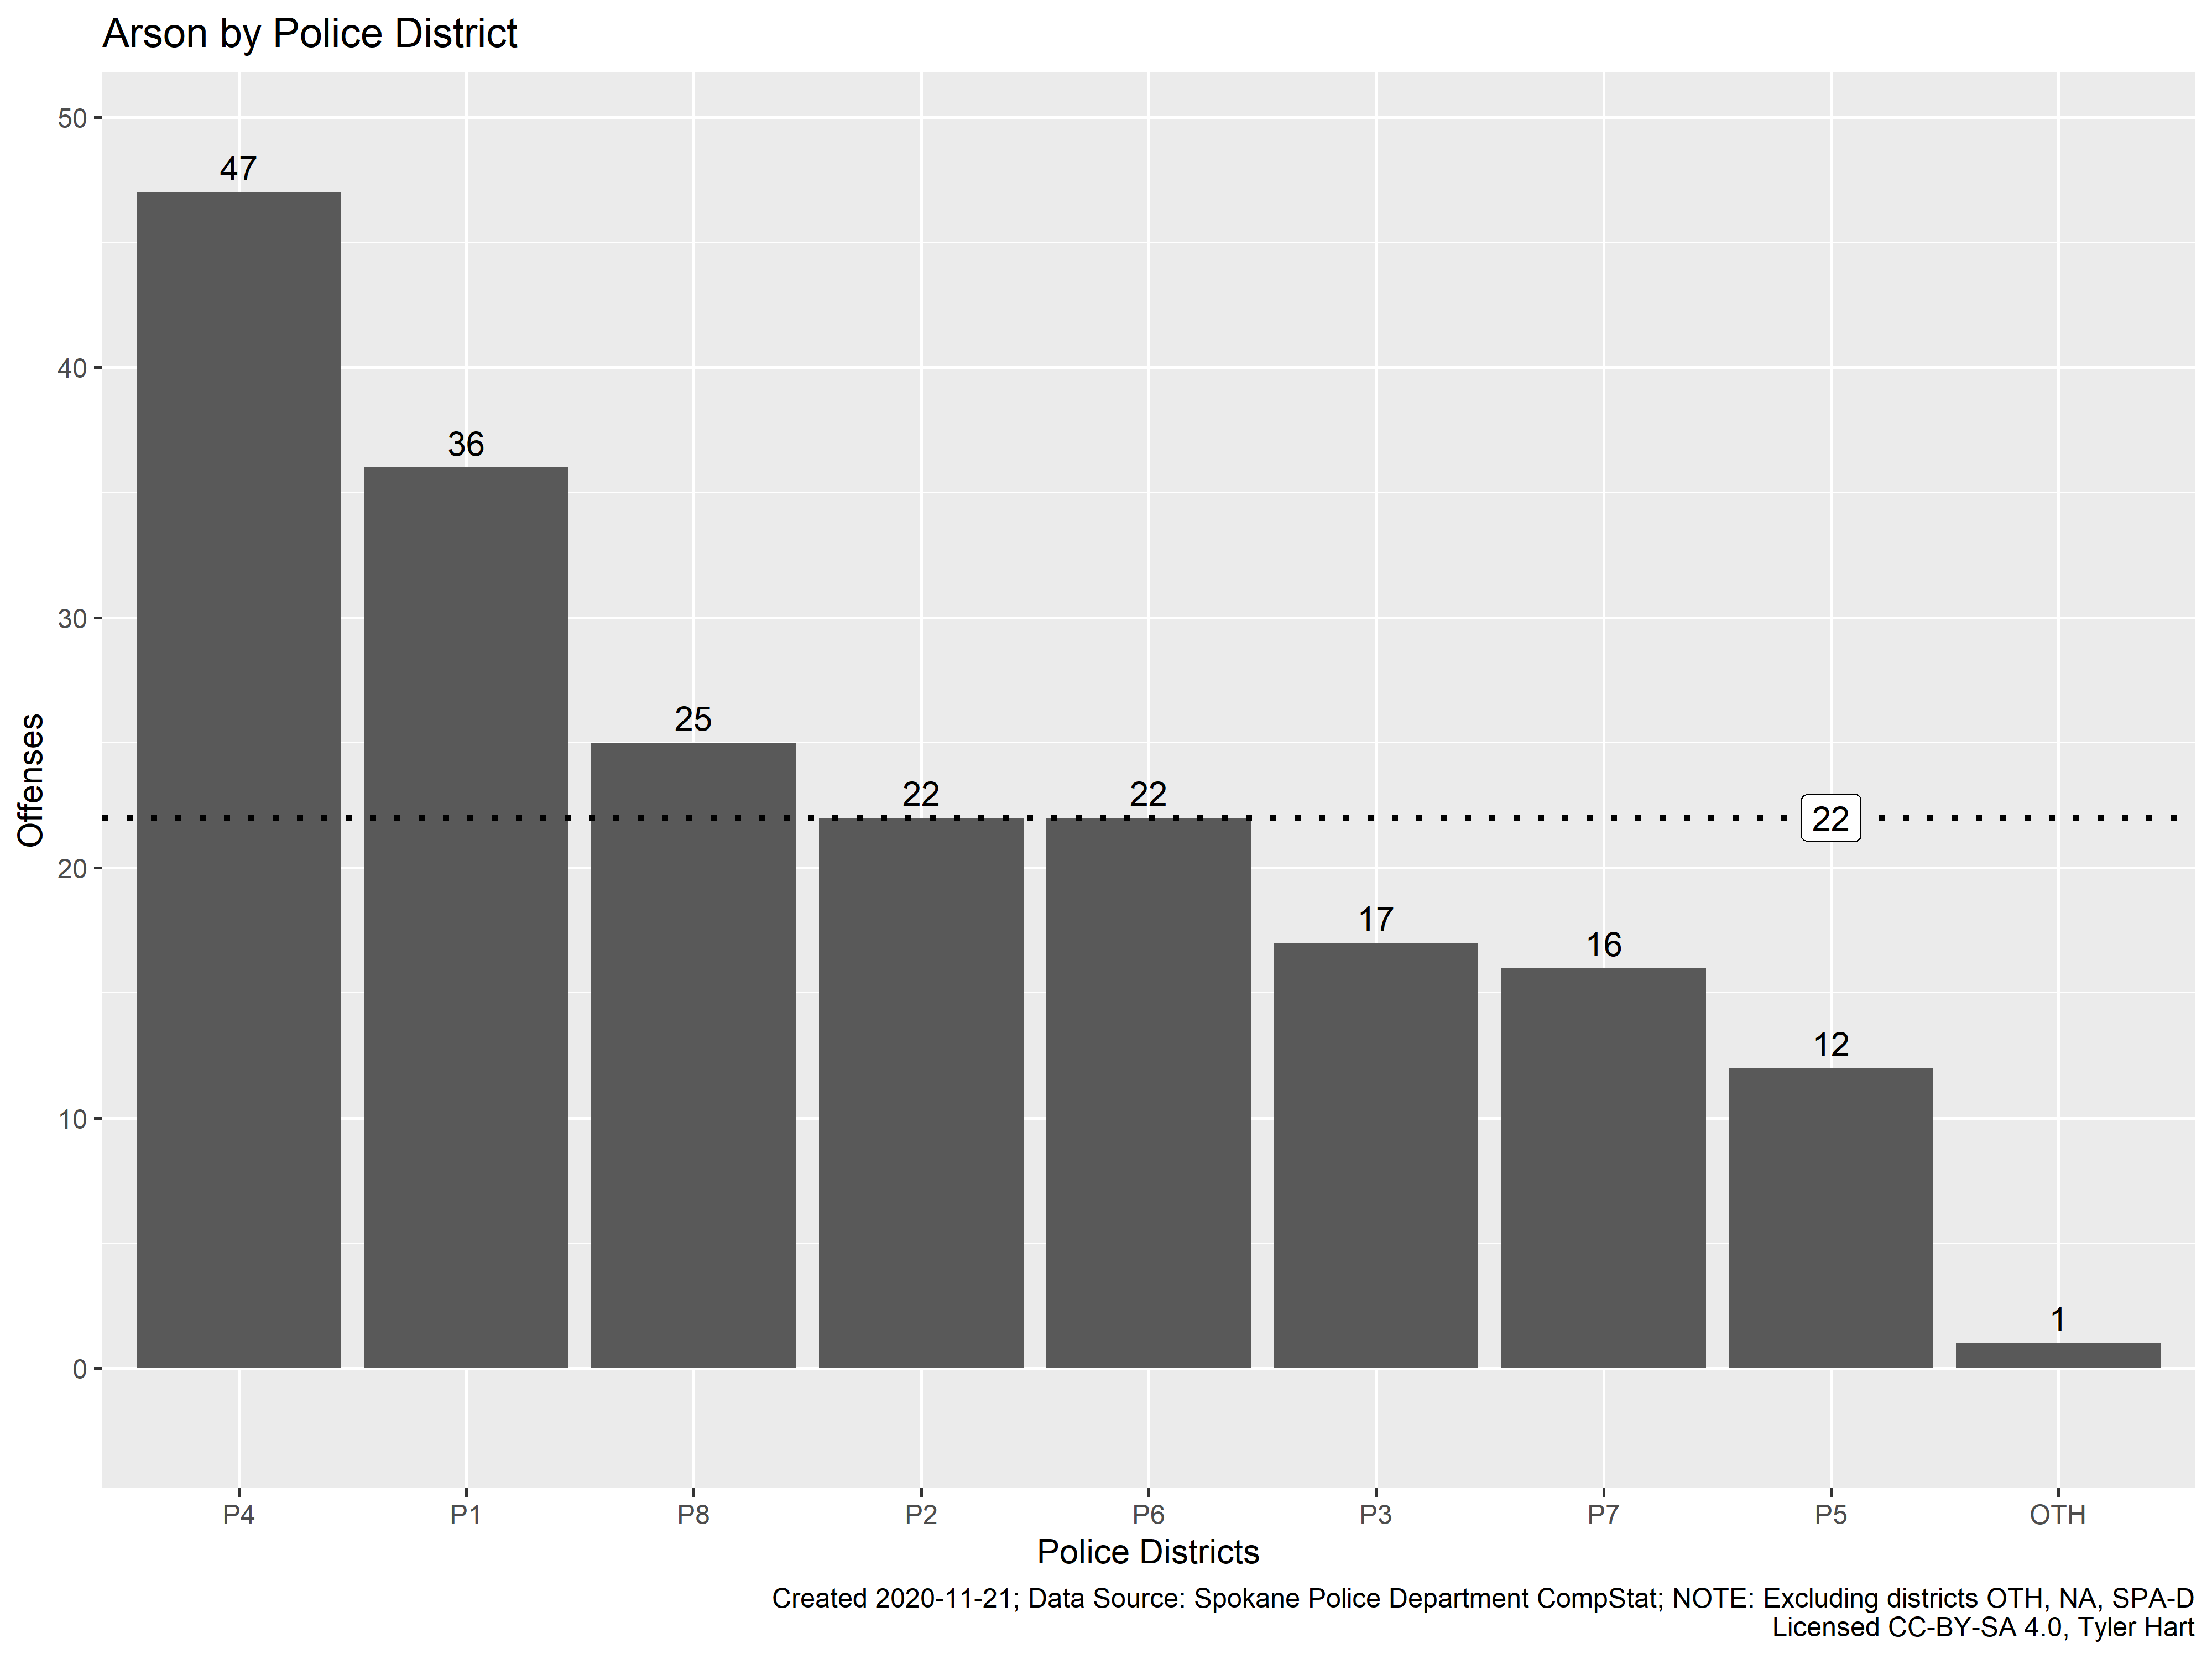 Arson by Police District
Offenses
50
40
30
20
10
0
47
36
25
22
22
17
16
12
1
22
P4 P1 P8 P2 P6 P3 P7 P5 OTH
Police Districts
Created 2020-11-21; Data Source: Spokane Police Department CompStat; NOTE: Excluding districts OTH, NA, SPA-D
Licensed CC-BY-SA 4.0, Tyler Hart